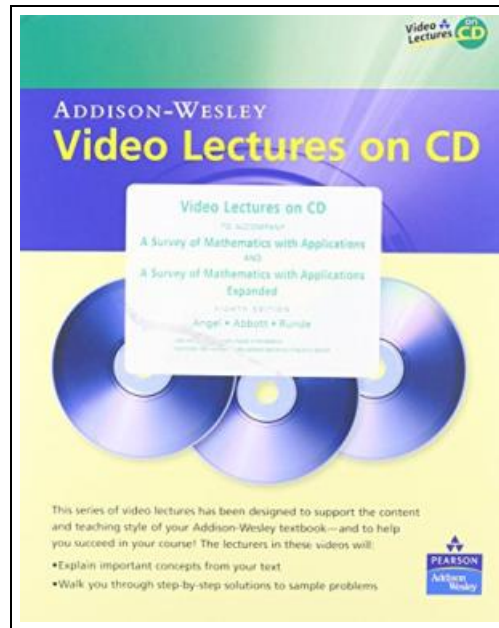 Video
Lectures on CD
ADDISON-WESLEY
Video Lectures on CD
Video Lectures on CD
TO ACCOMPANY
A Survey of Mathematics with Applications
AND
A Survey of Mathematics with Applications
Expanded
EIGHTH EDITION
Angel • Abbott • Runde
This series of video lectures has been designed to support the content
and teaching style of your Addison-Wesley textbook—and to help
you succeed in your course! The lecturers in these videos will:
•Explain important concepts from your text
•Walk you through step-by-step solutions to sample problems
PEARSON
Addison
Wesley